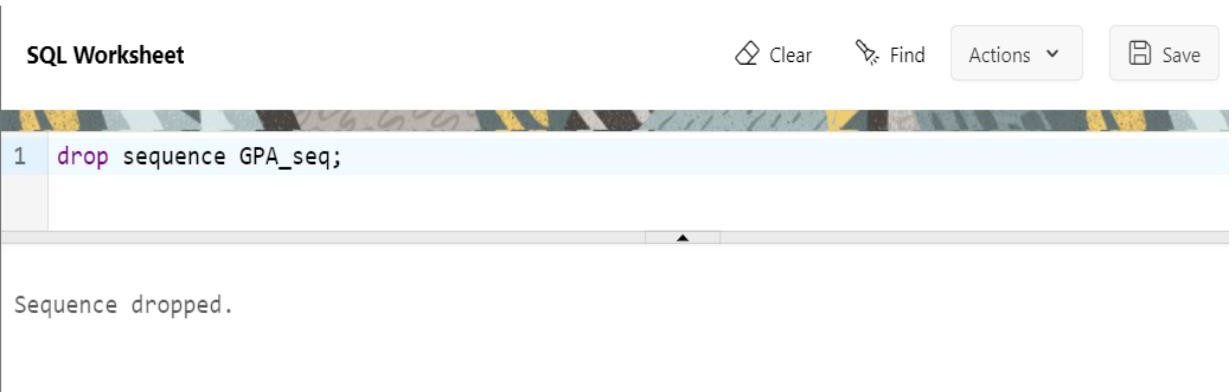 SQL Worksheet Clear Find Actions Save
1 drop sequence GPA_seq;
Sequence dropped.